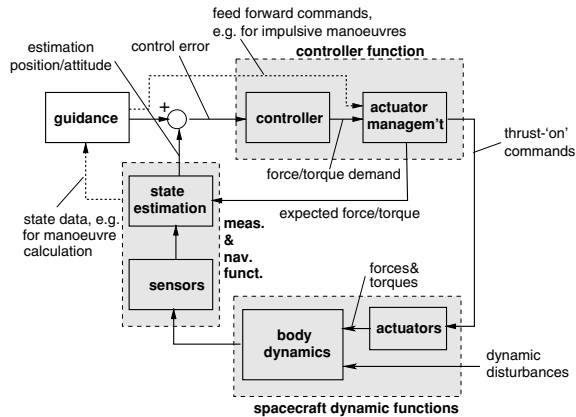 feed forward commands,
e.g. for impulsive manoeuvres
estimation
position/attitude
control error
controller function
+
guidance
controller
actuator
managem't
thrust-'on'
commands
force/torque demand
state
estimation
expected force/torque
state data, e.g.
for manoeuvre
calculation
meas.
&
nav.
funct.
sensors
forces&
torques
body
dynamics
actuators
dynamic
disturbances
spacecraft dynamic functions